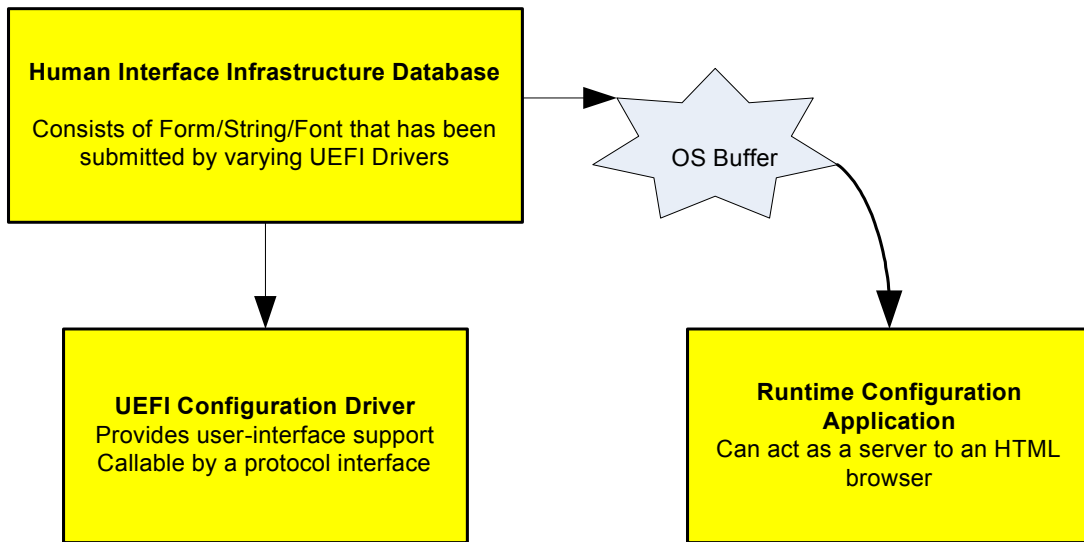 Human Interface Infrastructure Database
Consists of Form/String/Font that has been
submitted by varying UEFI Drivers
OS Buffer
UEFI Configuration Driver
Provides user-interface support
Callable by a protocol interface
Runtime Configuration
Application
Can act as a server to an HTML
browser